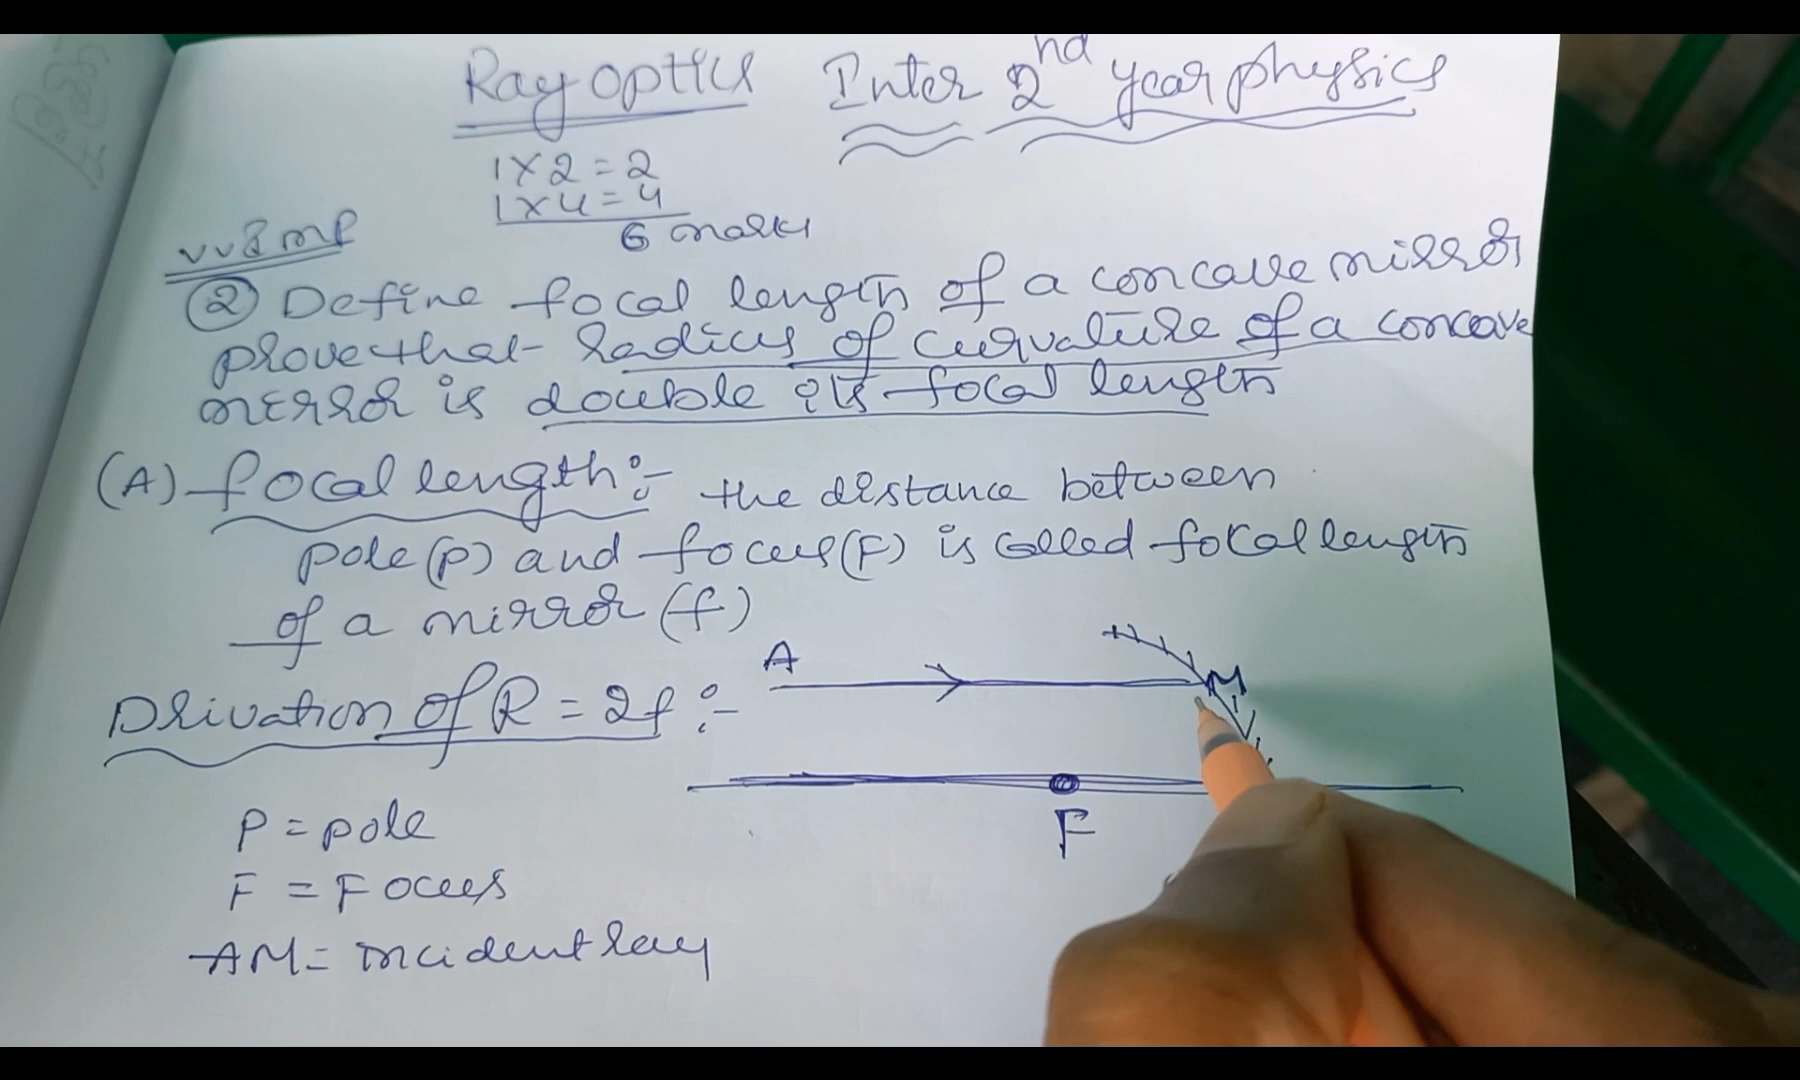 Ray optics Inter 2nd year physics
1 X 2 = 2
1 X 4 = 4
6 marks
vv Imp
② Define focal length of a concave mirror
prove that radius of curvature of a concave
mirror is double its focal length
(A) focal length :- the distance between
pole (p) and focus (F) is called focal length
of a mirror (f)
Drivation of R = 2f :-
A
M
F
P = pole
F = Focus
AM = incident ray